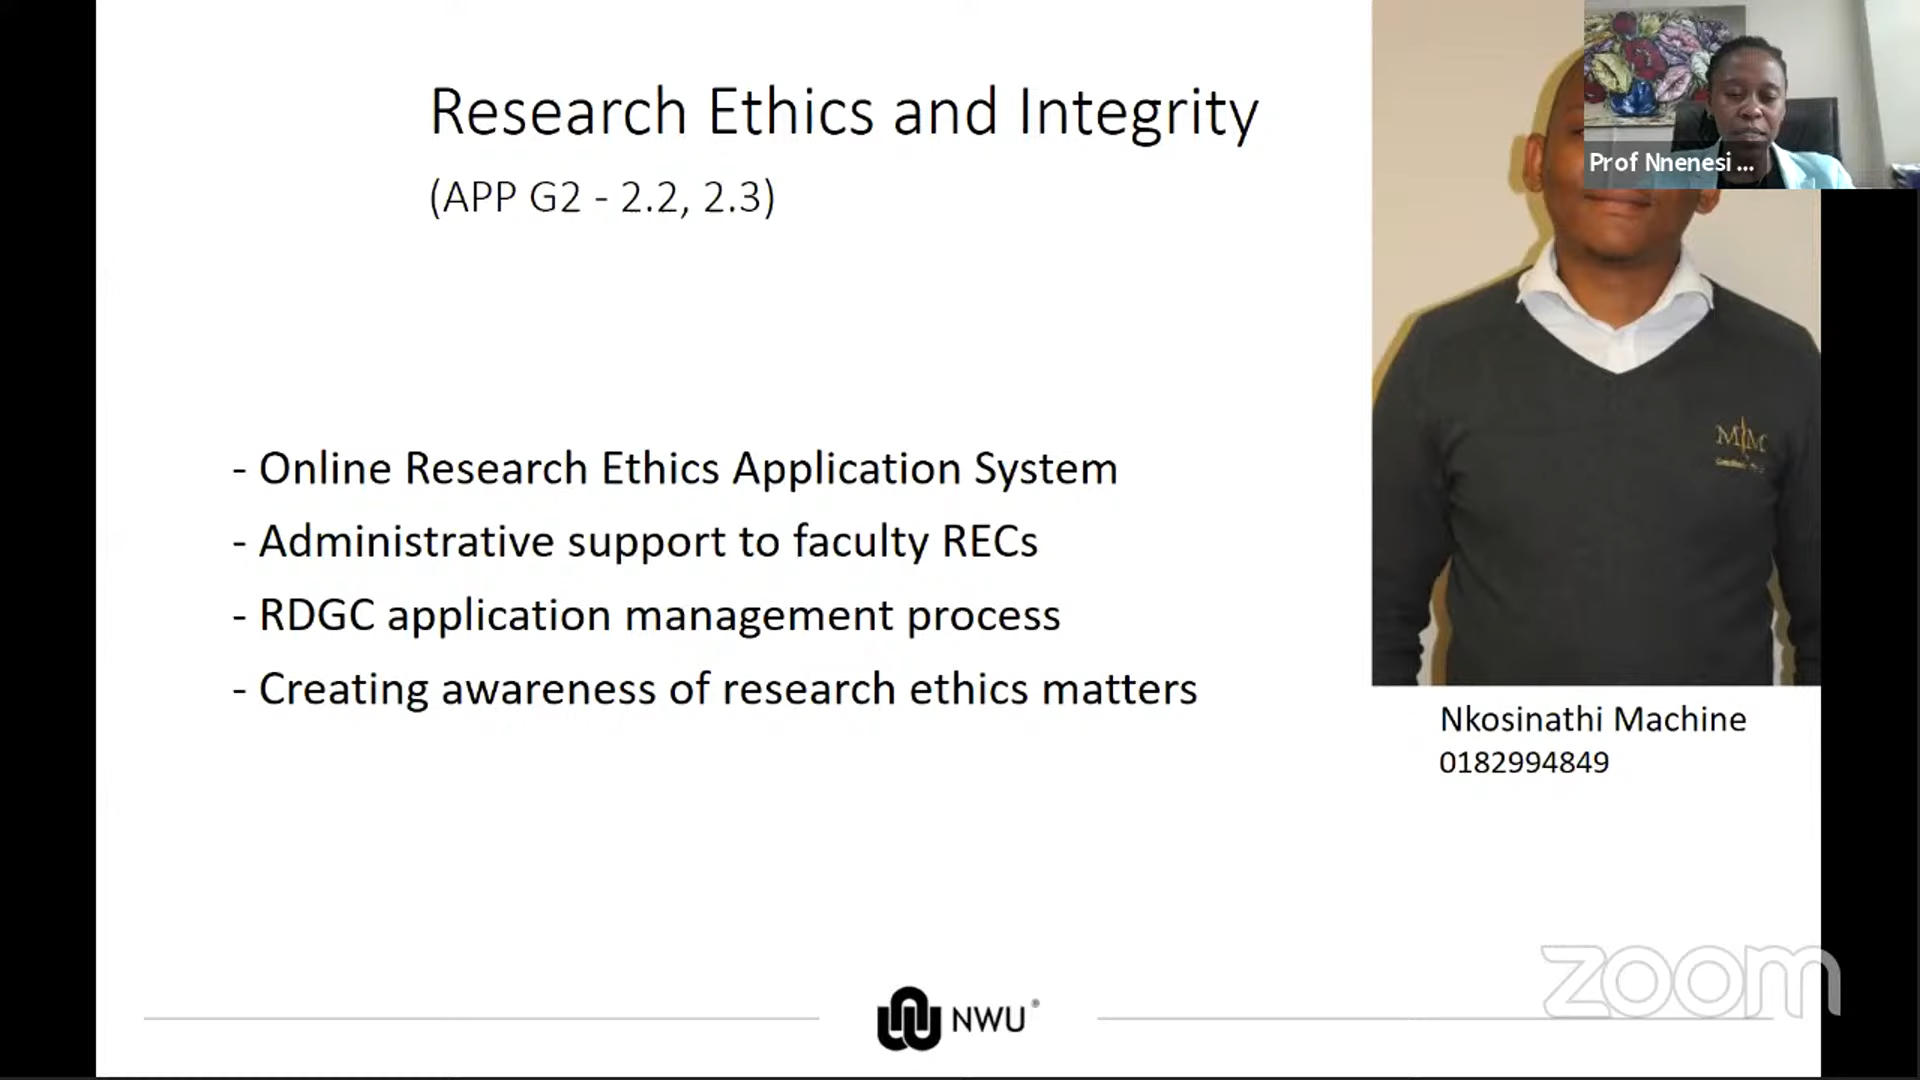 Research Ethics and Integrity
(APP G2 - 2.2, 2.3)
Prof Nnenesi ...
- Online Research Ethics Application System
- Administrative support to faculty RECs
- RDGC application management process
- Creating awareness of research ethics matters
M M
Nkosinathi Machine
0182994849
NWU®
zoom